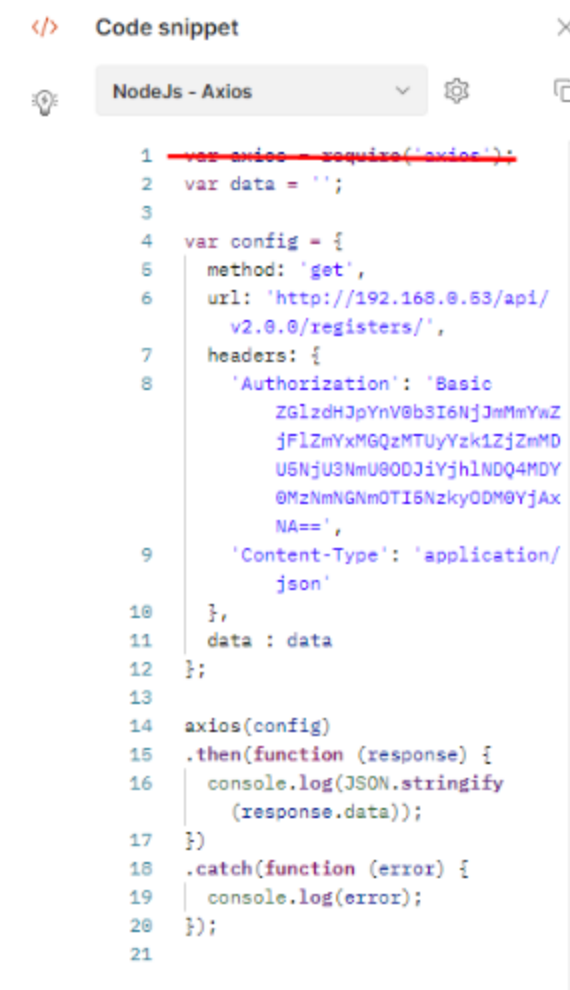 </> Code snippet
NodeJs - Axios
1 var axios = require('axios');
2 var data = '';
3
4 var config = {
5 method: 'get',
6 url: 'http://192.168.0.53/api/
v2.0.0/registers/',
7 headers: {
8 'Authorization': 'Basic
ZGlzdHJpYnV0b3I6NjJmMmYwZ
jFlZmYxMGQzMTUyYzk1ZjZmMD
U5NjU3NmU0ODJiYjhlNDQ4MDY
0MzNmNGNmOTI5NzkyODM0YjAx
NA==',
9 'Content-Type': 'application/
json'
10 },
11 data : data
12 };
13
14 axios(config)
15 .then(function (response) {
16 console.log(JSON.stringify
(response.data));
17 })
18 .catch(function (error) {
19 console.log(error);
20 });
21